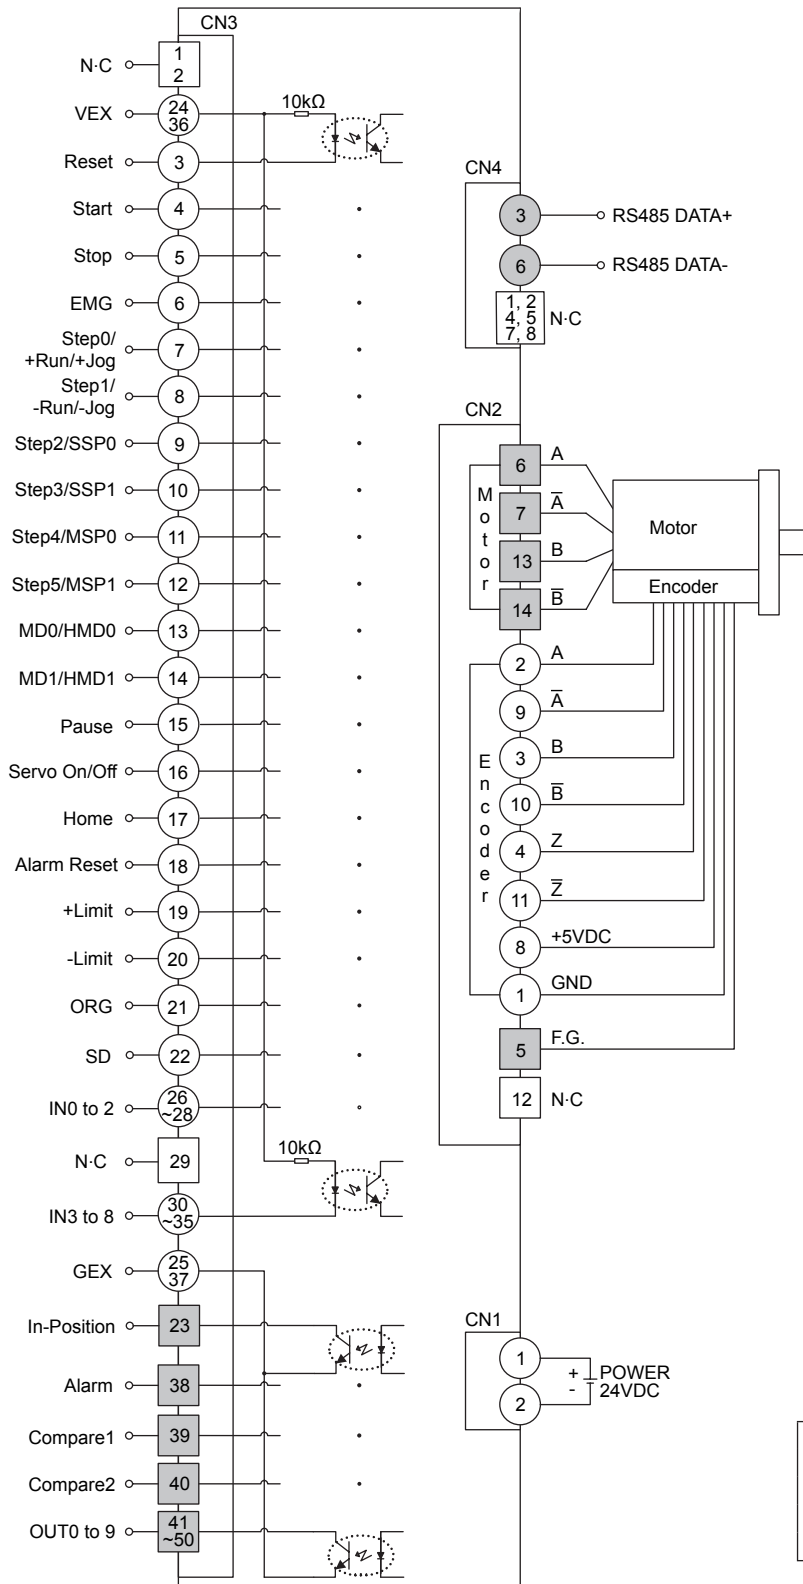 CN3
N·C
1
2
VEX
24
36
10kΩ
Reset
3
Start
4
Stop
5
EMG
6
Step0/
+Run/+Jog
7
Step1/
-Run/-Jog
8
Step2/SSP0
9
Step3/SSP1
10
Step4/MSP0
11
Step5/MSP1
12
MD0/HMD0
13
MD1/HMD1
14
Pause
15
Servo On/Off
16
Home
17
Alarm Reset
18
+Limit
19
-Limit
20
ORG
21
SD
22
IN0 to 2
26
~28
N·C
29
10kΩ
IN3 to 8
30
~35
GEX
25
37
In-Position
23
Alarm
38
Compare1
39
Compare2
40
OUT0 to 9
41
~50
CN4
3
RS485 DATA+
6
RS485 DATA-
1, 2
4, 5
7, 8
N·C
CN2
Motor
6
A
7
A̅
13
B
14
B̅
Motor
Encoder
Encoder
2
A
9
A̅
3
B
10
B̅
4
Z
11
Z̅
8
+5VDC
1
GND
5
F.G.
12
N·C
CN1
1
2
+
-
POWER
24VDC